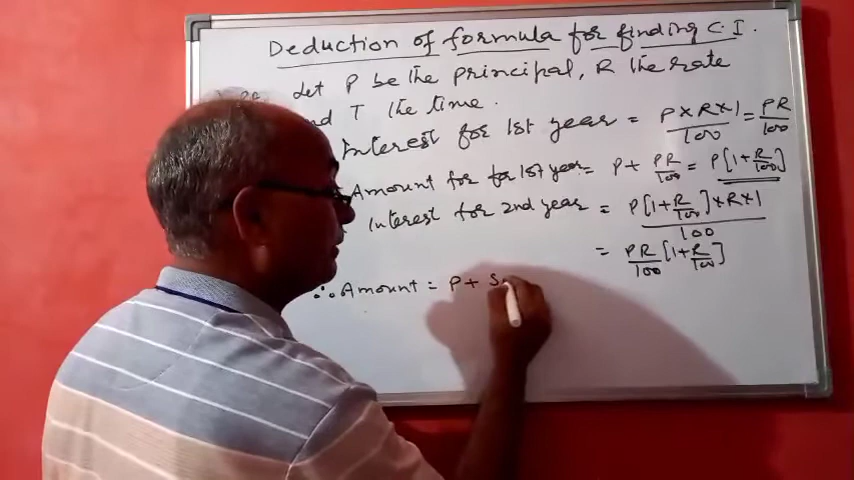 Deduction of formula for finding C.I.
Let P be the principal, R the rate
and T the time.
Interest for 1st year = P×R×1/100 = PR/100
Amount for for 1st year = P + PR/100 = P[1+R/100]
Interest for 2nd year = P[1+R/100]×R×1/100
= PR/100[1+R/100]
∴ Amount = P+ S